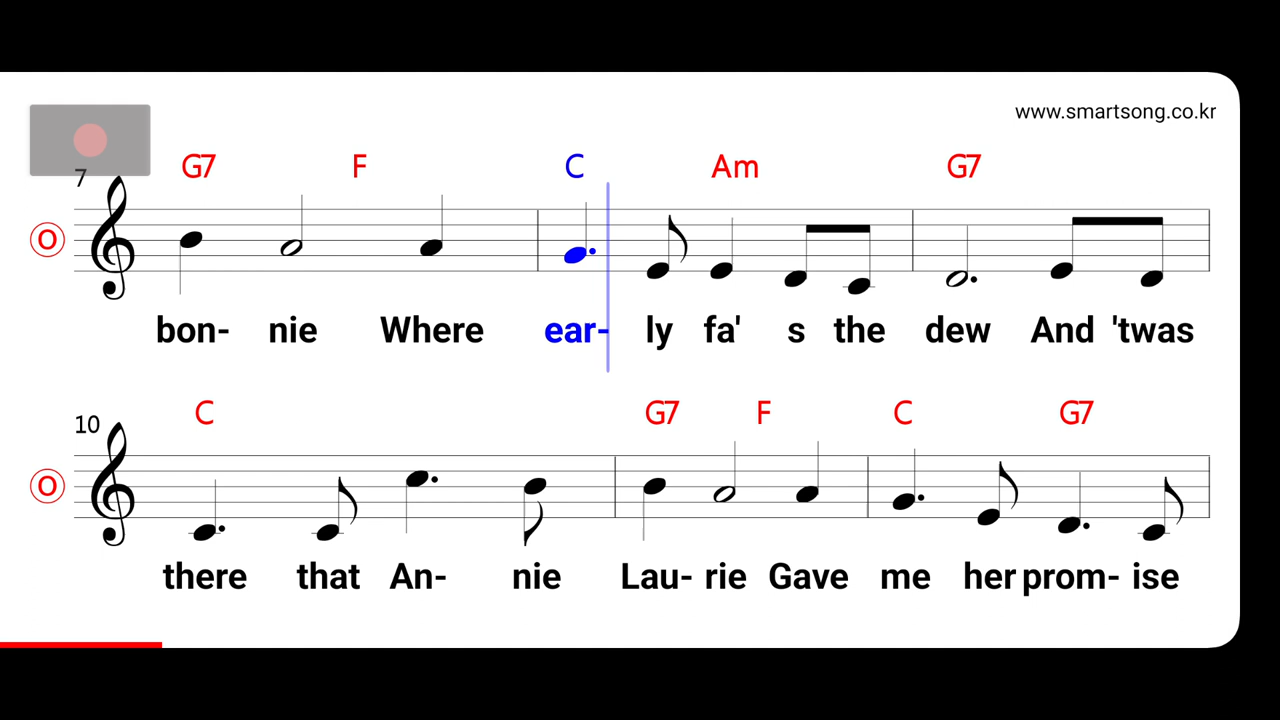 www.smartsong.co.kr
G7 F C Am G7
7
O
bon- nie Where ear- ly fa' s the dew And 'twas
C G7 F C G7
10
O
there that An- nie Lau- rie Gave me her prom- ise